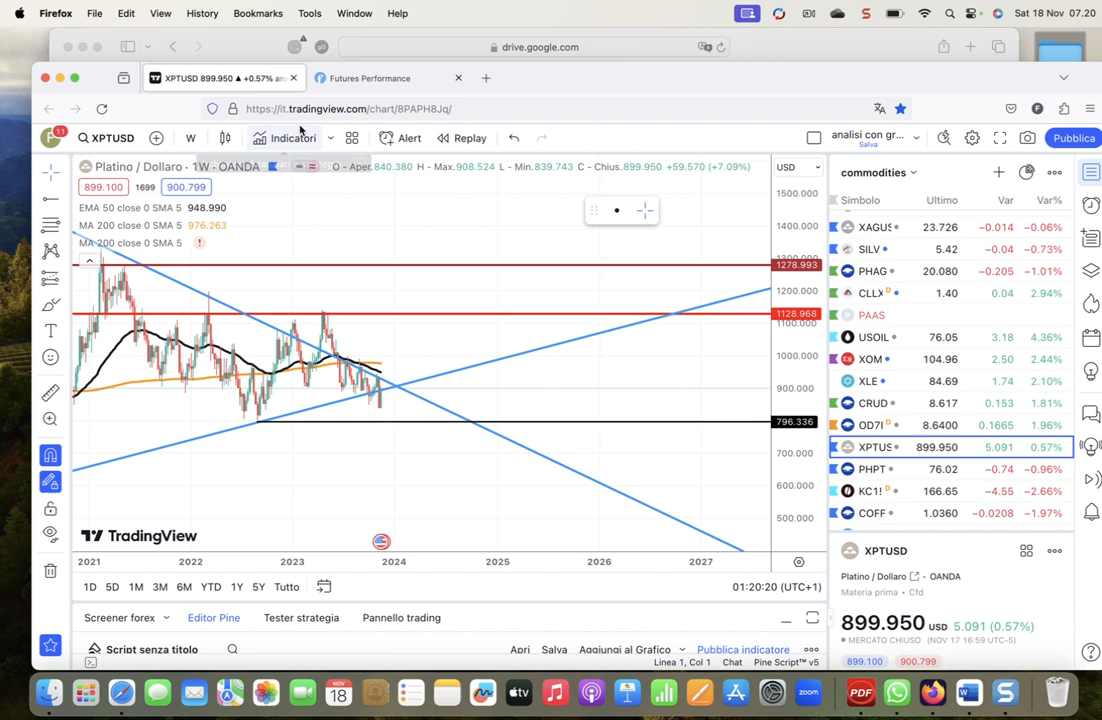 Firefox File Edit View History Bookmarks Tools Window Help Sat 18 Nov 07.20
drive.google.com
XPTUSD 899.950 ▲ +0.57% an
Futures Performance
https://it.tradingview.com/chart/8PAPH8Jq/
F
F 11 XPTUSD W Indicatori Alert Replay analisi con gr... Salva Pubblica
Platino / Dollaro · 1W · OANDA O - Aper.840.380 H - Max.908.524 L - Min.839.743 C - Chius.899.950 +59.570 (+7.09%)
899.100 1699 900.799
EMA 50 close 0 SMA 5 948.990
MA 200 close 0 SMA 5 976.263
MA 200 close 0 SMA 5
USD
1500.000
1400.000
1278.993
1200.000
1128.968
1100.000
1000.000
900.000
796.336
700.000
600.000
500.000
TradingView
2021 2022 2023 2024 2025 2026 2027
1D 5D 1M 3M 6M YTD 1Y 5Y Tutto 01:20:20 (UTC+1)
Screener forex Editor Pine Tester strategia Pannello trading
Script senza titolo Apri Salva Aggiungi al Grafico Pubblica indicatore
Linea 1, Col 1 Chat Pine Script™ v5
commodities
Simbolo Ultimo Var Var%
XAGUS 23.726 −0.014 −0.06%
SILV 5.42 −0.04 −0.73%
PHAG 20.080 −0.205 −1.01%
CLLX D 1.40 0.04 2.94%
PAAS
USOIL 76.05 3.18 4.36%
XOM 104.96 2.50 2.44%
XLE 84.69 1.74 2.10%
CRUD 8.617 0.153 1.81%
OD7I D 8.6400 0.1665 1.96%
XPTUS 899.950 5.091 0.57%
PHPT 76.02 −0.74 −0.96%
KC1! D 166.65 −4.55 −2.66%
COFF 1.0360 −0.0208 −1.97%
XPTUSD
Platino / Dollaro · OANDA
Materia prima • Cfd
899.950 USD 5.091 (0.57%)
MERCATO CHIUSO (NOV 17 16:59 UTC-5)
899.100 900.799
NOV 18 tv zoom PDF